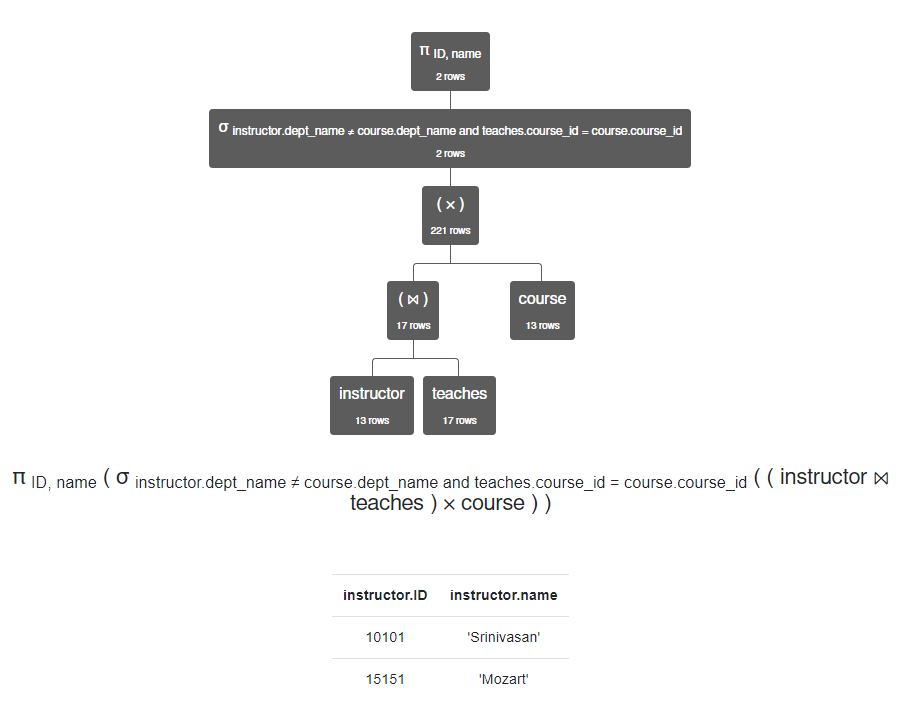 π ID, name
2 rows
σ instructor.dept_name ≠ course.dept_name and teaches.course_id = course.course_id
2 rows
( × )
221 rows
( ⋈ )
17 rows
course
13 rows
instructor
13 rows
teaches
17 rows
π ID, name ( σ instructor.dept_name ≠ course.dept_name and teaches.course_id = course.course_id ( ( instructor ⋈
teaches ) × course ) )
instructor.ID instructor.name
10101 'Srinivasan'
15151 'Mozart'